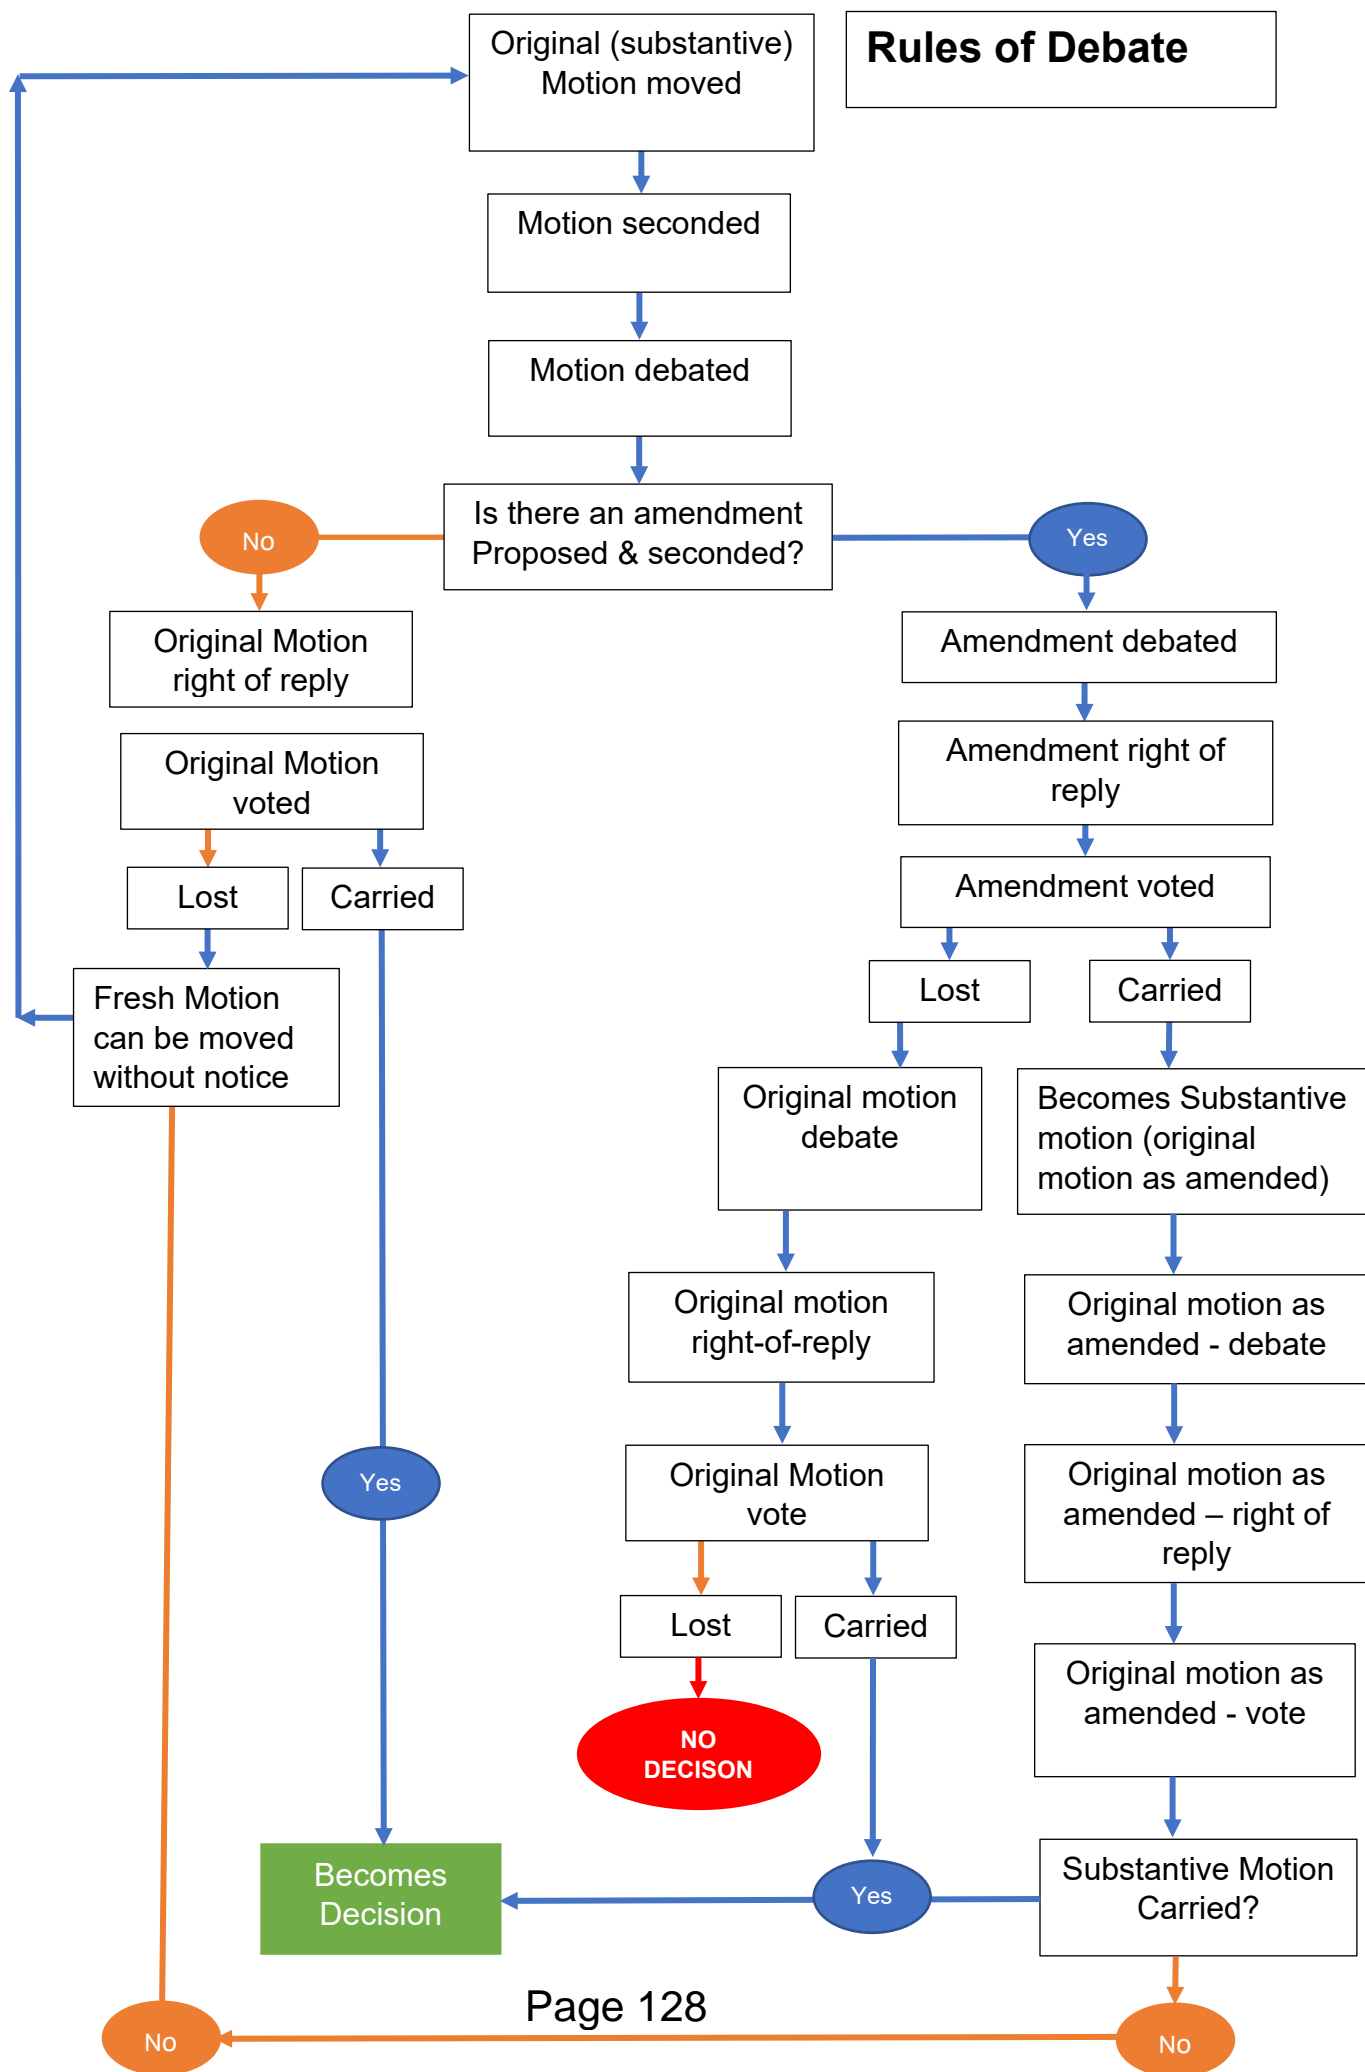 Rules of Debate
Original (substantive)
Motion moved
Motion seconded
Motion debated
Is there an amendment
Proposed & seconded?
No
Yes
Original Motion
right of reply
Original Motion
voted
Lost
Carried
Fresh Motion
can be moved
without notice
Amendment debated
Amendment right of
reply
Amendment voted
Lost
Carried
Original motion
debate
Becomes Substantive
motion (original
motion as amended)
Original motion
right-of-reply
Original motion as
amended - debate
Yes
Original Motion
vote
Original motion as
amended – right of
reply
Lost
Carried
Original motion as
amended - vote
NO
DECISON
Becomes
Decision
Yes
Substantive Motion
Carried?
Page 128
No
No